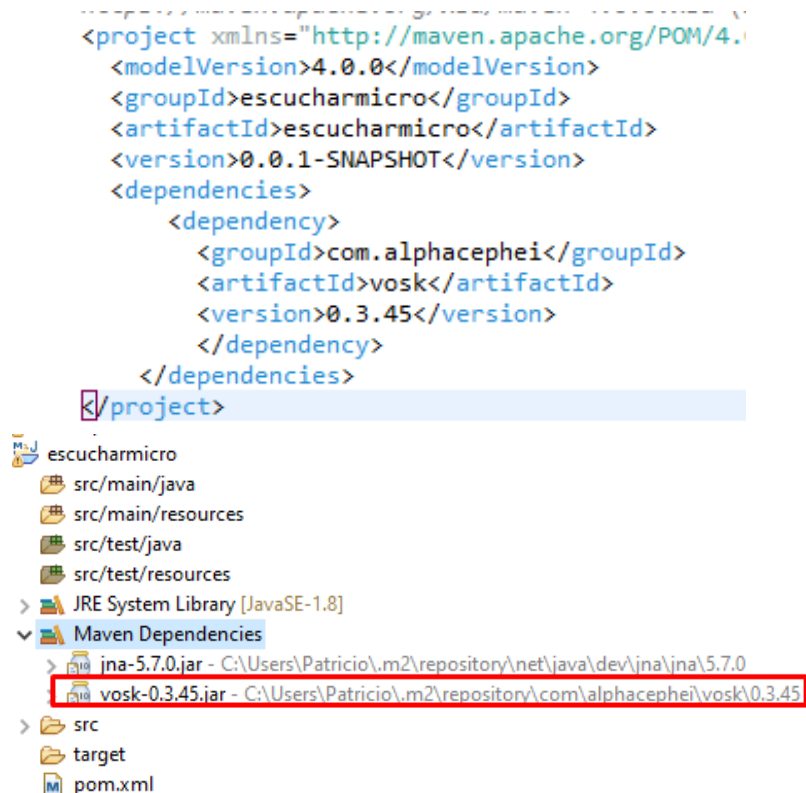 <project xmlns="http://maven.apache.org/POM/4.
<modelVersion>4.0.0</modelVersion>
<groupId>escucharmicro</groupId>
<artifactId>escucharmicro</artifactId>
<version>0.0.1-SNAPSHOT</version>
<dependencies>
<dependency>
<groupId>com.alphacephei</groupId>
<artifactId>vosk</artifactId>
<version>0.3.45</version>
</dependency>
</dependencies>
</project>
escucharmicro
src/main/java
src/main/resources
src/test/java
src/test/resources
JRE System Library [JavaSE-1.8]
Maven Dependencies
jna-5.7.0.jar - C:\Users\Patricio\.m2\repository\net\java\dev\jna\jna\5.7.0
vosk-0.3.45.jar - C:\Users\Patricio\.m2\repository\com\alphacephei\vosk\0.3.45
src
target
pom.xml